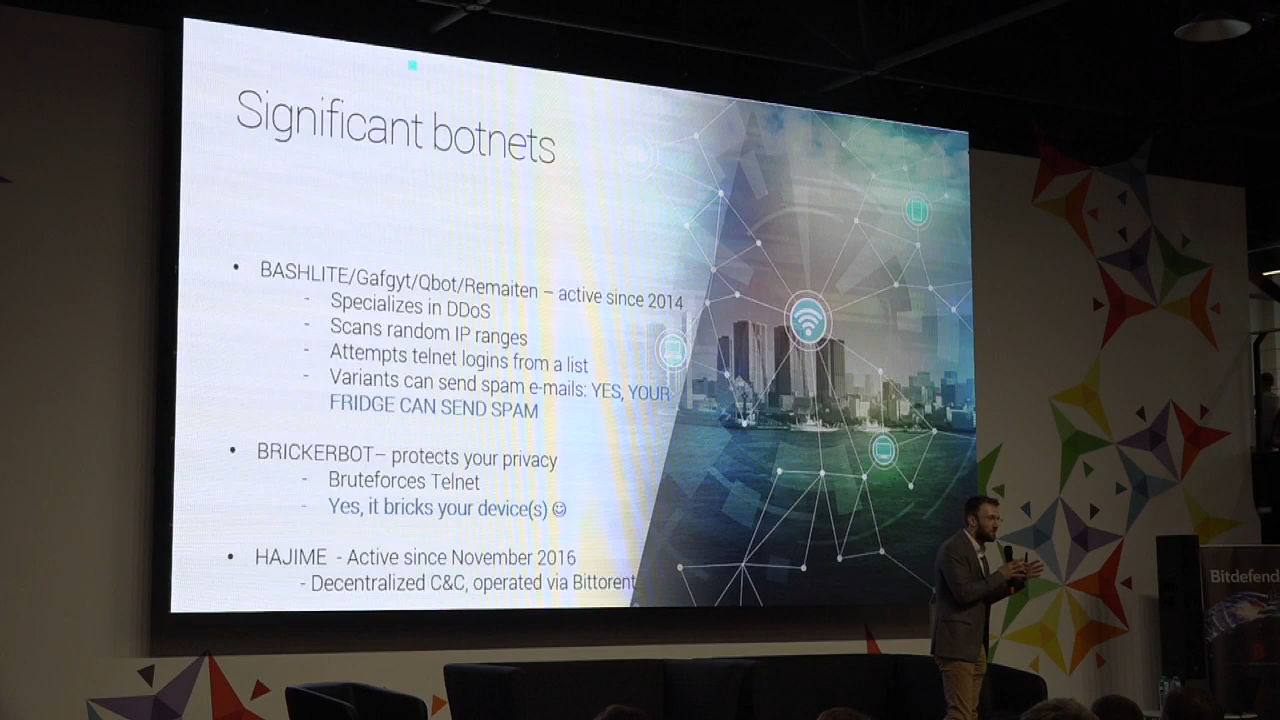 Significant botnets
• BASHLITE/Gafgyt/Qbot/Remaiten – active since 2014
- Specializes in DDoS
- Scans random IP ranges
- Attempts telnet logins from a list
- Variants can send spam e-mails: YES, YOUR
FRIDGE CAN SEND SPAM
• BRICKERBOT– protects your privacy
- Bruteforces Telnet
- Yes, it bricks your device(s) ☺
• HAJIME - Active since November 2016
- Decentralized C&C, operated via Bittorent
Bitdefend